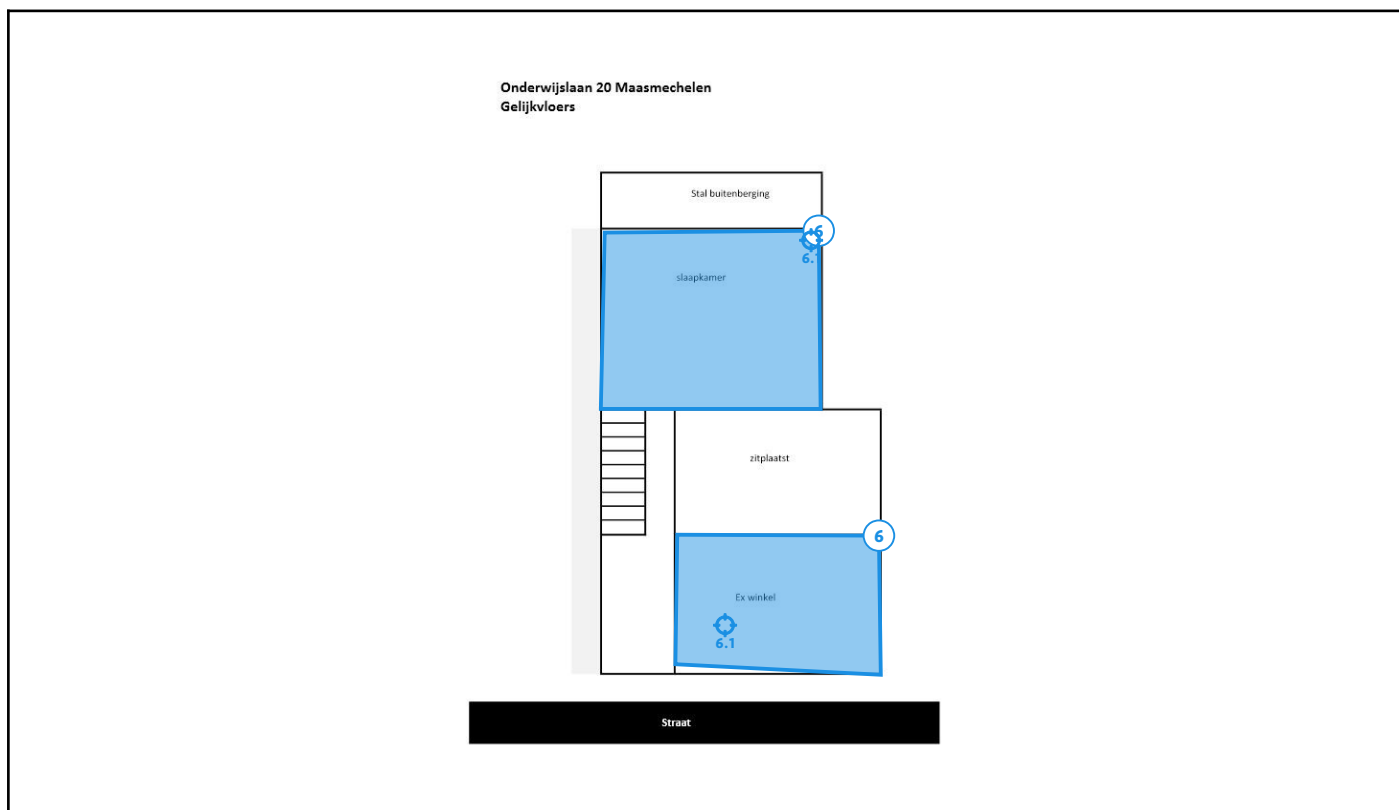 Onderwijslaan 20 Maasmechelen
Gelijkvloers
Stal buitenberging
6
6.1
slaapkamer
zitplaatst
6
Ex winkel
6.1
Straat